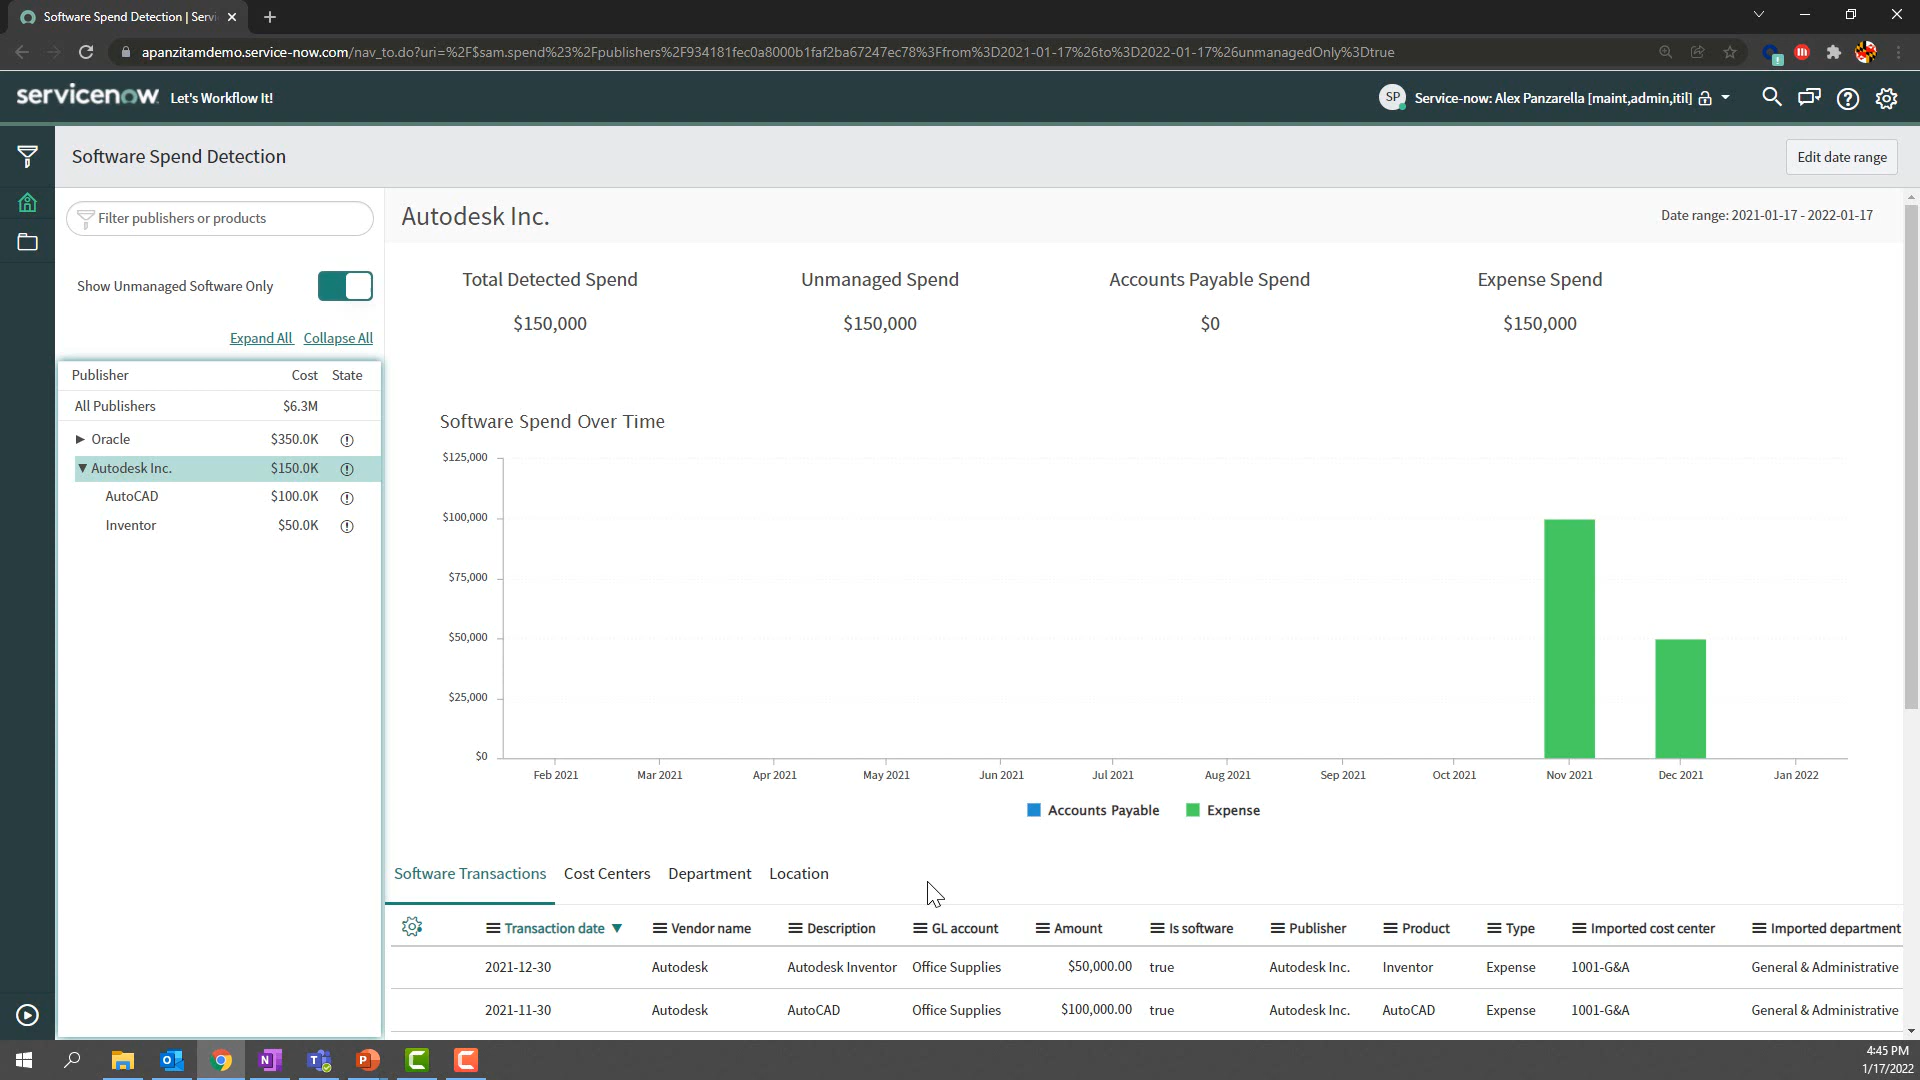 Software Spend Detection | Servi
apanzitamdemo.service-now.com/nav_to.do?uri=%2F$sam.spend%23%2Fpublishers%2F934181fec0a8000b1faf2ba67247ec78%3Ffrom%3D2021-01-17%26to%3D2022-01-17%26unmanagedOnly%3Dtrue
servicenow Let's Workflow It!
SP Service-now: Alex Panzarella [maint,admin,itil]
Software Spend Detection
Edit date range
Filter publishers or products
Show Unmanaged Software Only
Expand All Collapse All
Publisher Cost State
All Publishers $6.3M
Oracle $350.0K
Autodesk Inc. $150.0K
AutoCAD $100.0K
Inventor $50.0K
Autodesk Inc.
Date range: 2021-01-17 - 2022-01-17
Total Detected Spend Unmanaged Spend Accounts Payable Spend Expense Spend
$150,000 $150,000 $0 $150,000
Software Spend Over Time
$125,000
$100,000
$75,000
$50,000
$25,000
$0
Feb 2021 Mar 2021 Apr 2021 May 2021 Jun 2021 Jul 2021 Aug 2021 Sep 2021 Oct 2021 Nov 2021 Dec 2021 Jan 2022
Accounts Payable Expense
Software Transactions Cost Centers Department Location
Transaction date Vendor name Description GL account Amount Is software Publisher Product Type Imported cost center Imported department
2021-12-30 Autodesk Autodesk Inventor Office Supplies $50,000.00 true Autodesk Inc. Inventor Expense 1001-G&A General & Administrative
2021-11-30 Autodesk AutoCAD Office Supplies $100,000.00 true Autodesk Inc. AutoCAD Expense 1001-G&A General & Administrative
4:45 PM
1/17/2022